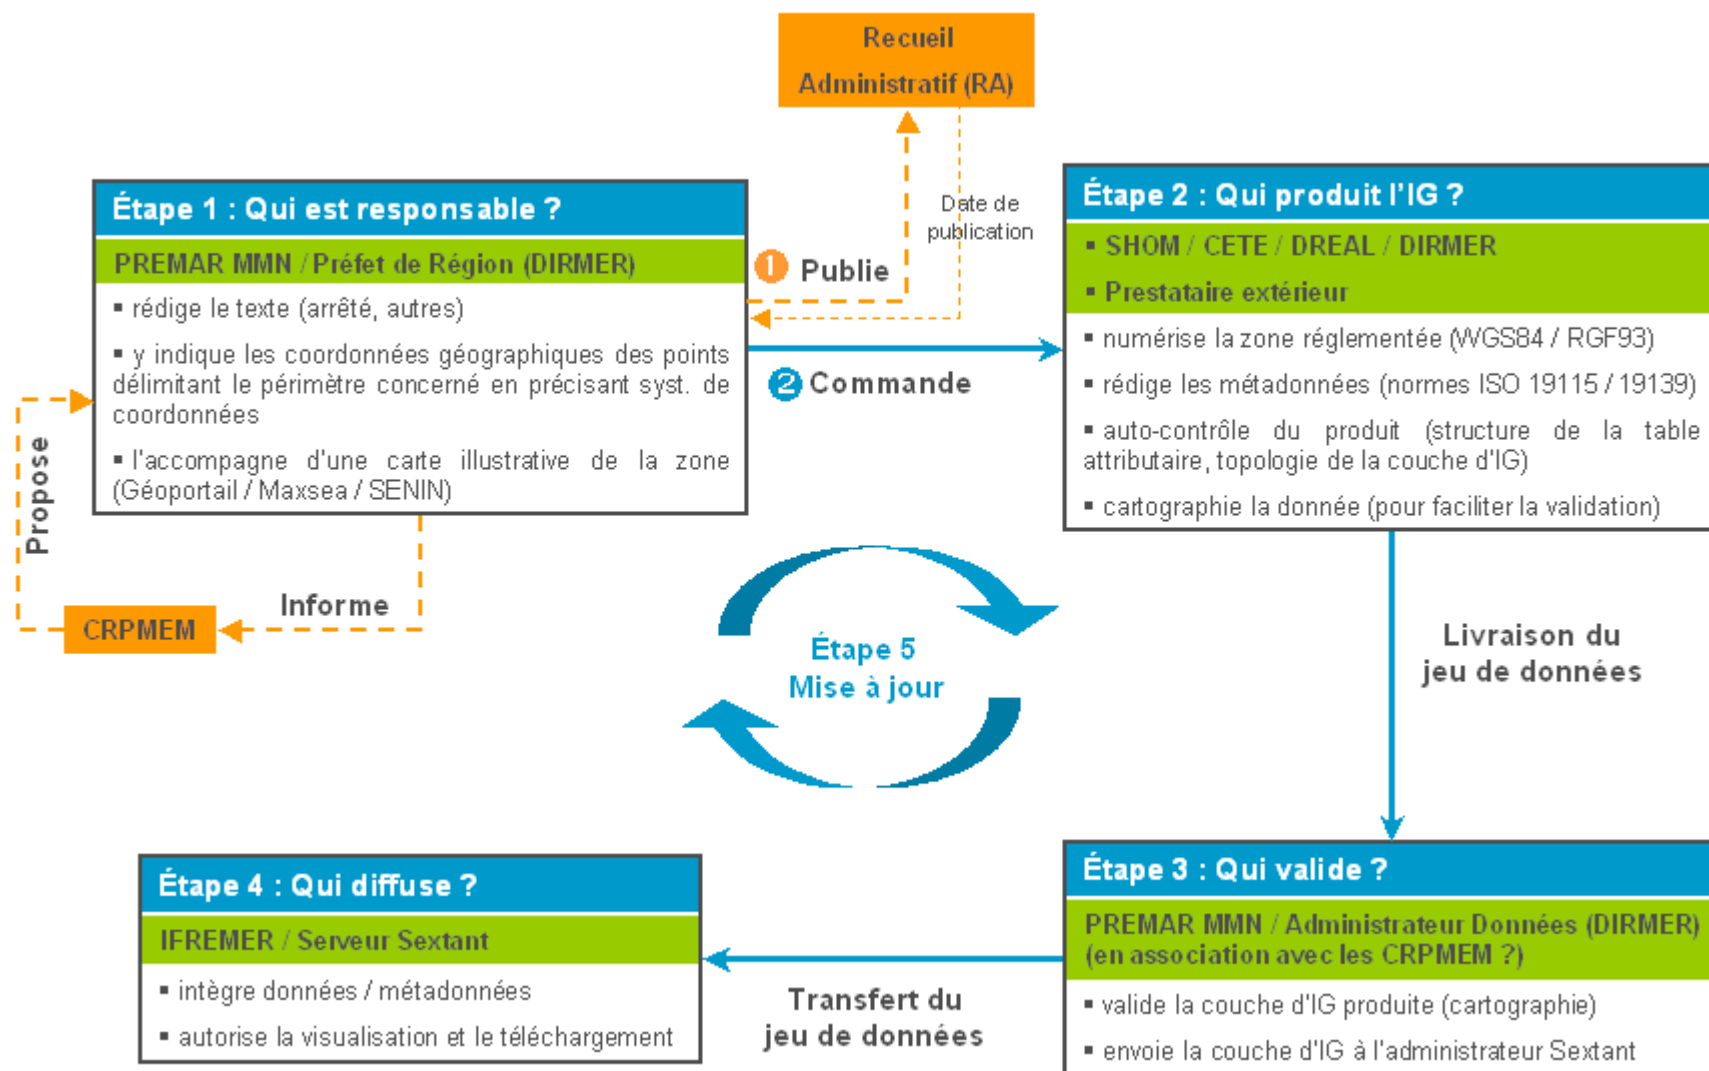 Recueil
Administratif (RA)
Étape 1 : Qui est responsable ?
PREMAR MMN / Préfet de Région (DIRMER)
▪ rédige le texte (arrêté, autres)
▪ y indique les coordonnées géographiques des points
délimitant le périmètre concerné en précisant syst. de
coordonnées
▪ l'accompagne d'une carte illustrative de la zone
(Géoportail / Maxsea / SENIN)
1 Publie
Date de
publication
2 Commande
Étape 2 : Qui produit l'IG ?
▪ SHOM / CETE / DREAL / DIRMER
▪ Prestataire extérieur
▪ numérise la zone réglementée (WGS84 / RGF93)
▪ rédige les métadonnées (normes ISO 19115 / 19139)
▪ auto-contrôle du produit (structure de la table
attributaire, topologie de la couche d'IG)
▪ cartographie la donnée (pour faciliter la validation)
Propose
CRPMEM
Informe
Étape 5
Mise à jour
Livraison du
jeu de données
Étape 3 : Qui valide ?
PREMAR MMN / Administrateur Données (DIRMER)
(en association avec les CRPMEM ?)
▪ valide la couche d'IG produite (cartographie)
▪ envoie la couche d'IG à l'administrateur Sextant
Transfert du
jeu de données
Étape 4 : Qui diffuse ?
IFREMER / Serveur Sextant
▪ intègre données / métadonnées
▪ autorise la visualisation et le téléchargement